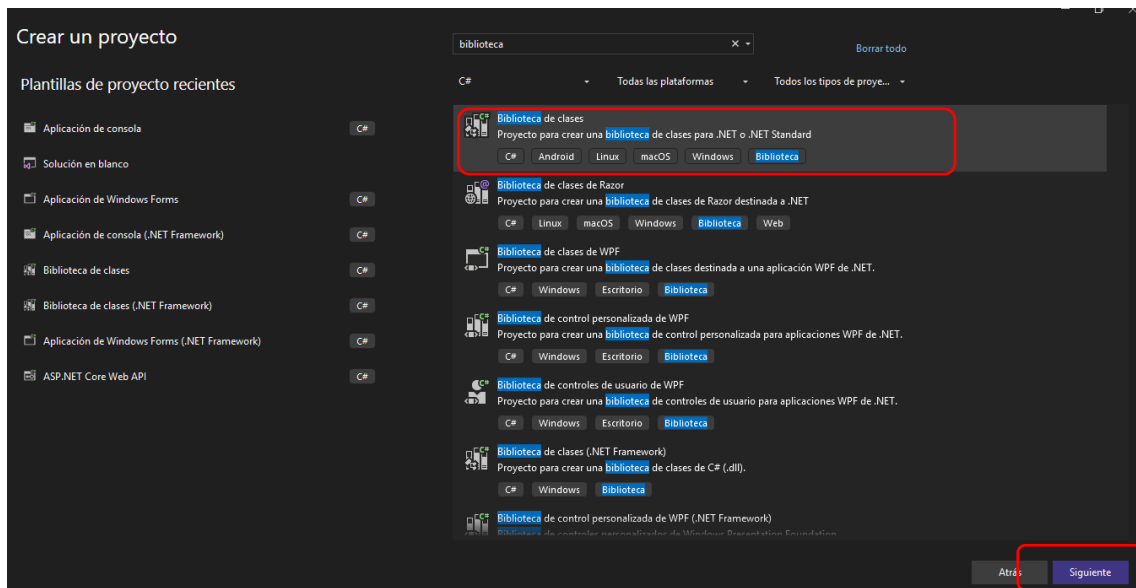 Crear un proyecto
Plantillas de proyecto recientes
Aplicación de consola C#
Solución en blanco
Aplicación de Windows Forms C#
Aplicación de consola (.NET Framework) C#
Biblioteca de clases C#
Biblioteca de clases (.NET Framework) C#
Aplicación de Windows Forms (.NET Framework) C#
ASP.NET Core Web API C#
biblioteca
Borrar todo
C# Todas las plataformas Todos los tipos de proye...
Biblioteca de clases
Proyecto para crear una biblioteca de clases para .NET o .NET Standard
C# Android Linux macOS Windows Biblioteca
Biblioteca de clases de Razor
Proyecto para crear una biblioteca de clases de Razor destinada a .NET
C# Linux macOS Windows Biblioteca Web
Biblioteca de clases de WPF
Proyecto para crear una biblioteca de clases destinada a una aplicación WPF de .NET.
C# Windows Escritorio Biblioteca
Biblioteca de control personalizada de WPF
Proyecto para crear una biblioteca de control personalizada para aplicaciones WPF de .NET.
C# Windows Escritorio Biblioteca
Biblioteca de controles de usuario de WPF
Proyecto para crear una biblioteca de controles de usuario para aplicaciones WPF de .NET.
C# Windows Escritorio Biblioteca
Biblioteca de clases (.NET Framework)
Proyecto para crear una biblioteca de clases de C# (.dll).
C# Windows Biblioteca
Biblioteca de control personalizada de WPF (.NET Framework)
Biblioteca de controles personalizados de Windows Presentation Foundation
Atrás Siguiente